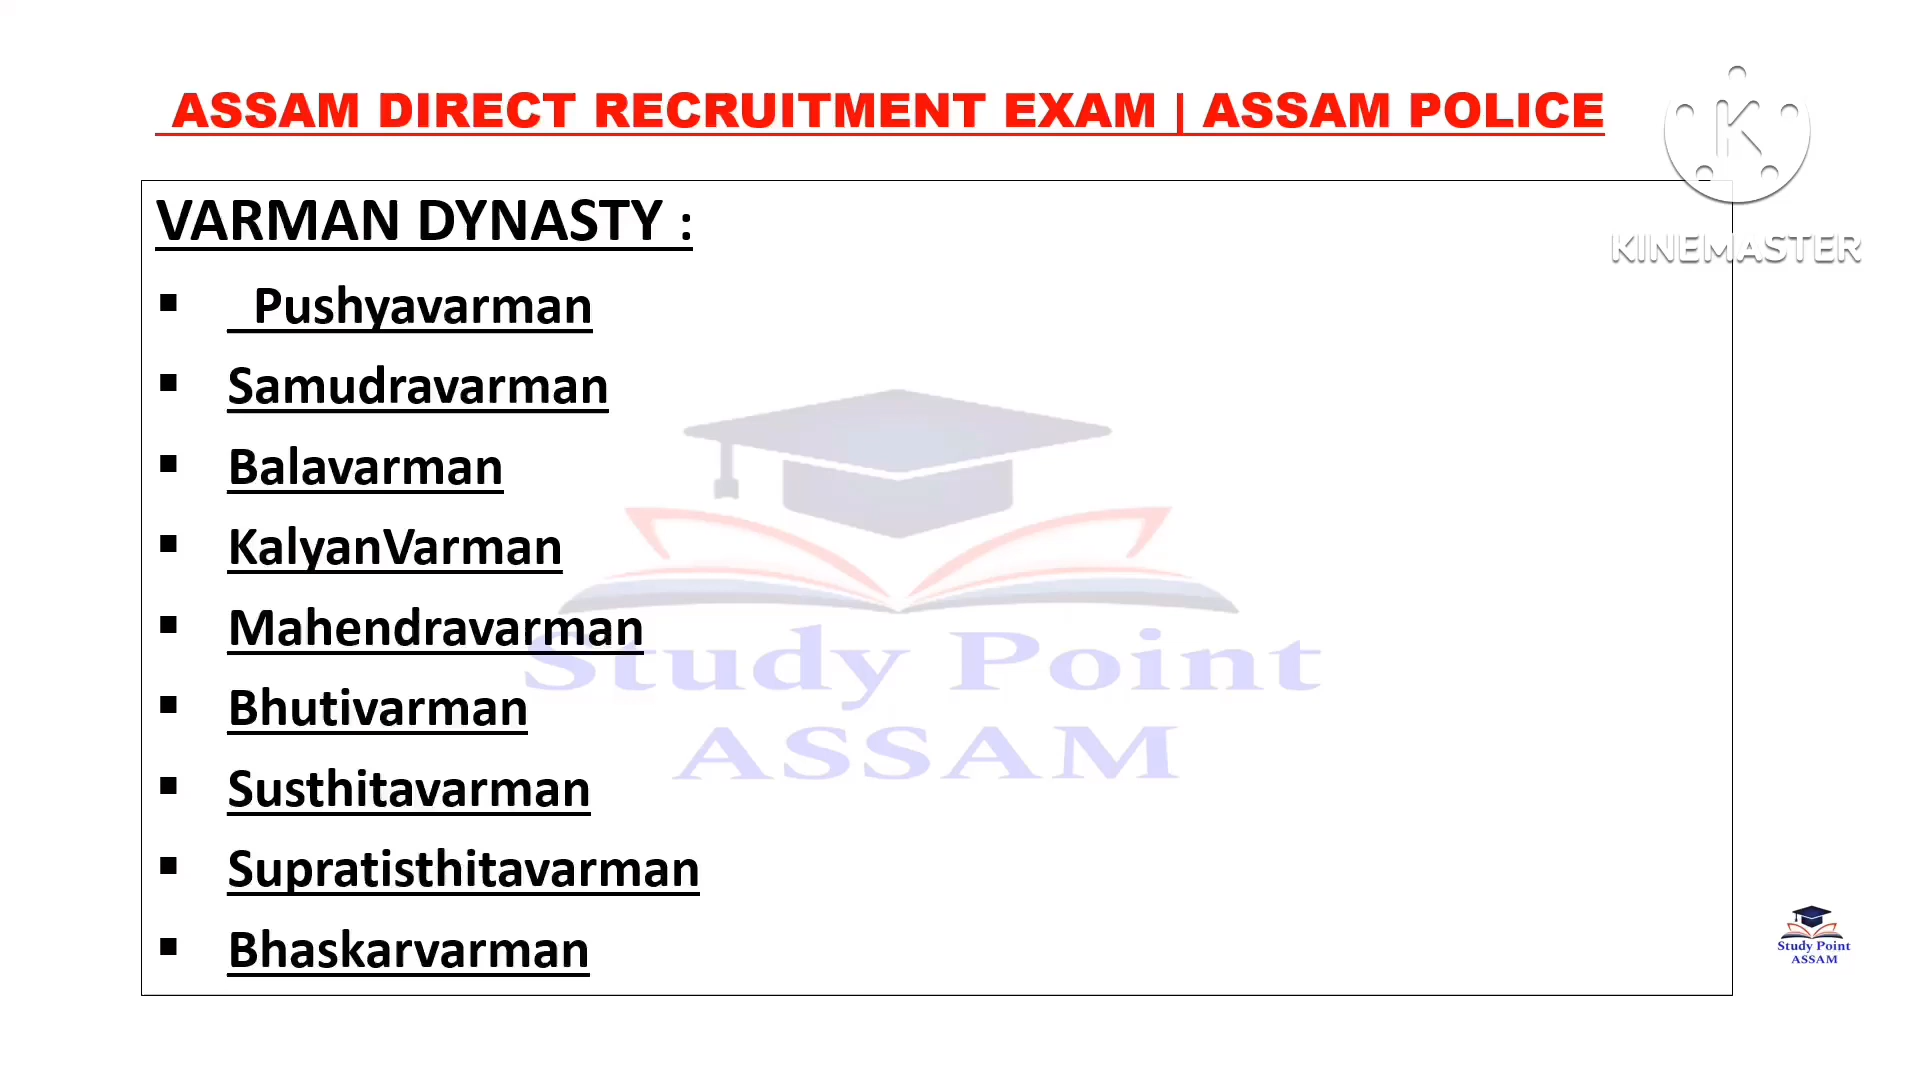 ASSAM DIRECT RECRUITMENT EXAM | ASSAM POLICE
KINEMASTER
VARMAN DYNASTY :
▪ Pushyavarman
▪ Samudravarman
▪ Balavarman
▪ KalyanVarman
▪ Mahendravarman
▪ Bhutivarman
▪ Susthitavarman
▪ Supratisthitavarman
▪ Bhaskarvarman
Study Point
ASSAM
Study Point
ASSAM